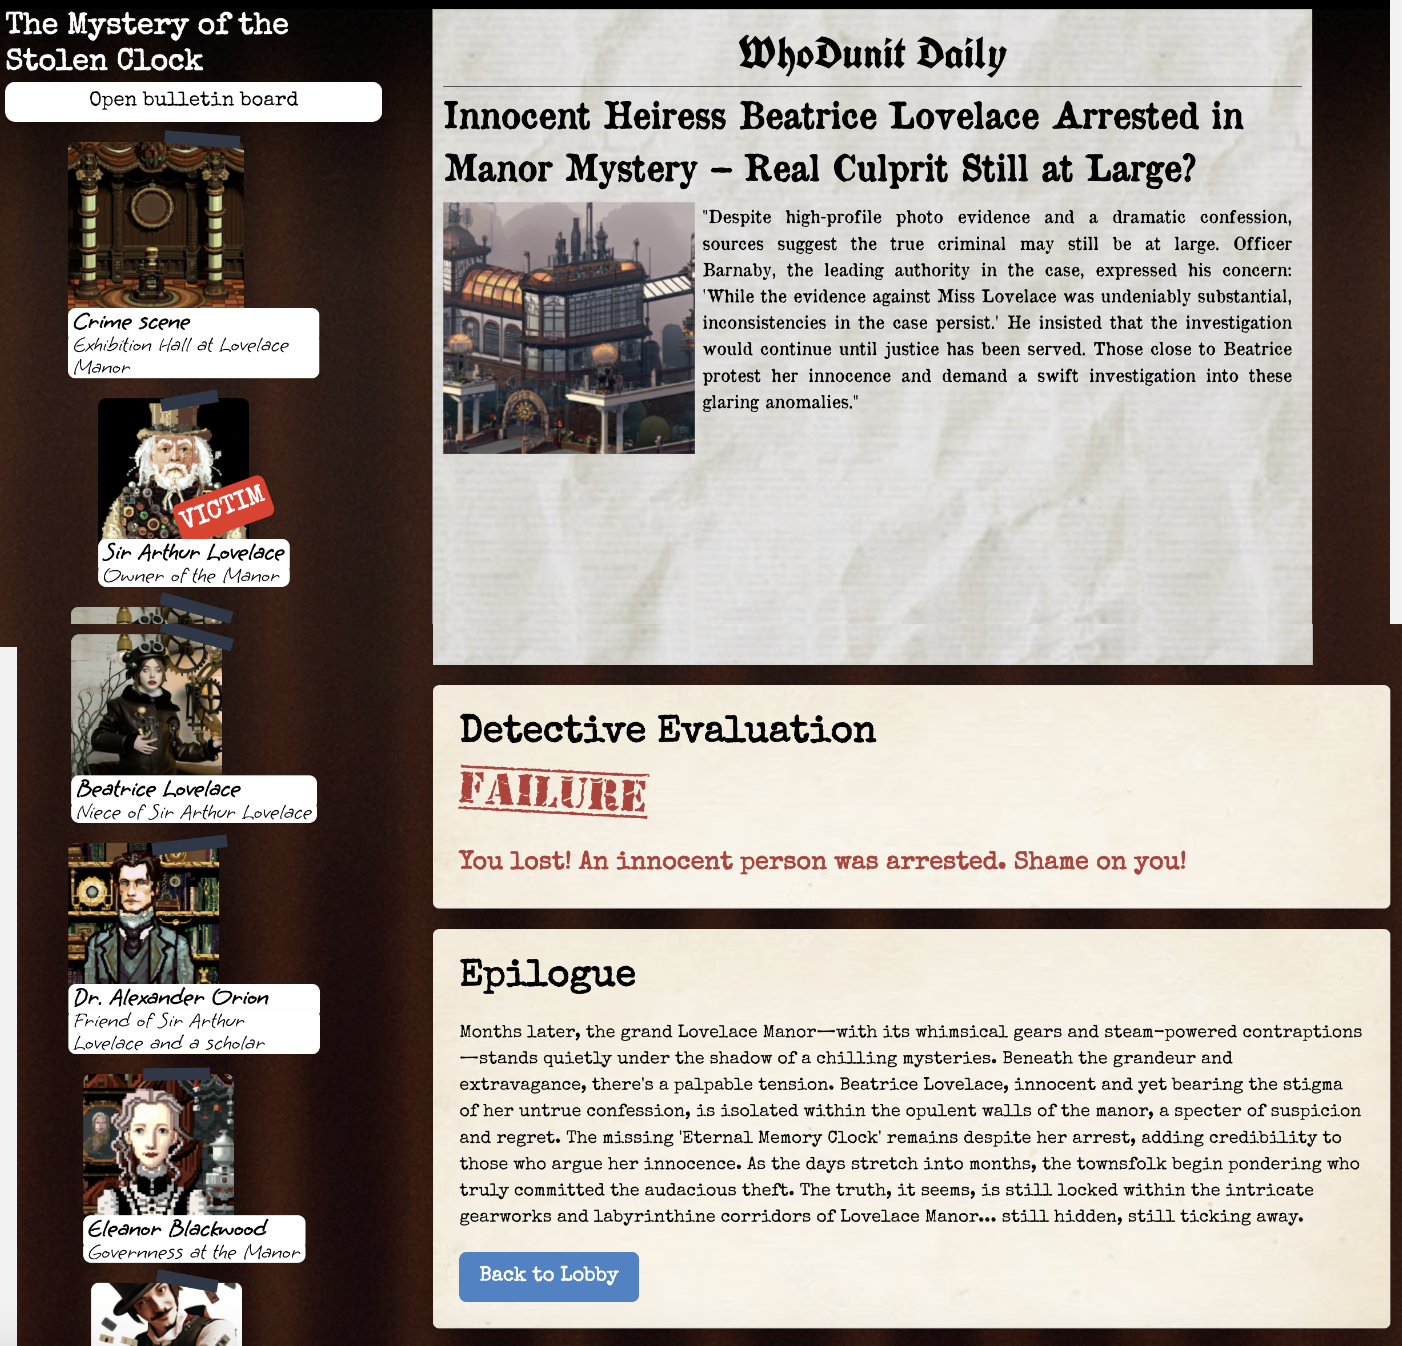 The Mystery of the
Stolen Clock
Open bulletin board
Crime scene
Exhibition Hall at Lovelace
Manor
VICTIM
Sir Arthur Lovelace
Owner of the Manor
Beatrice Lovelace
Niece of Sir Arthur Lovelace
Dr. Alexander Orion
Friend of Sir Arthur
Lovelace and a scholar
Eleanor Blackwood
Governness at the Manor
WhoDunit Daily
Innocent Heiress Beatrice Lovelace Arrested in
Manor Mystery – Real Culprit Still at Large?
"Despite high-profile photo evidence and a dramatic confession,
sources suggest the true criminal may still be at large. Officer
Barnaby, the leading authority in the case, expressed his concern:
'While the evidence against Miss Lovelace was undeniably substantial,
inconsistencies in the case persist.' He insisted that the investigation
would continue until justice has been served. Those close to Beatrice
protest her innocence and demand a swift investigation into these
glaring anomalies."
Detective Evaluation
FAILURE
You lost! An innocent person was arrested. Shame on you!
Epilogue
Months later, the grand Lovelace Manor—with its whimsical gears and steam-powered contraptions
—stands quietly under the shadow of a chilling mysteries. Beneath the grandeur and
extravagance, there's a palpable tension. Beatrice Lovelace, innocent and yet bearing the stigma
of her untrue confession, is isolated within the opulent walls of the manor, a specter of suspicion
and regret. The missing 'Eternal Memory Clock' remains despite her arrest, adding credibility to
those who argue her innocence. As the days stretch into months, the townsfolk begin pondering who
truly committed the audacious theft. The truth, it seems, is still locked within the intricate
gearworks and labyrinthine corridors of Lovelace Manor... still hidden, still ticking away.
Back to Lobby